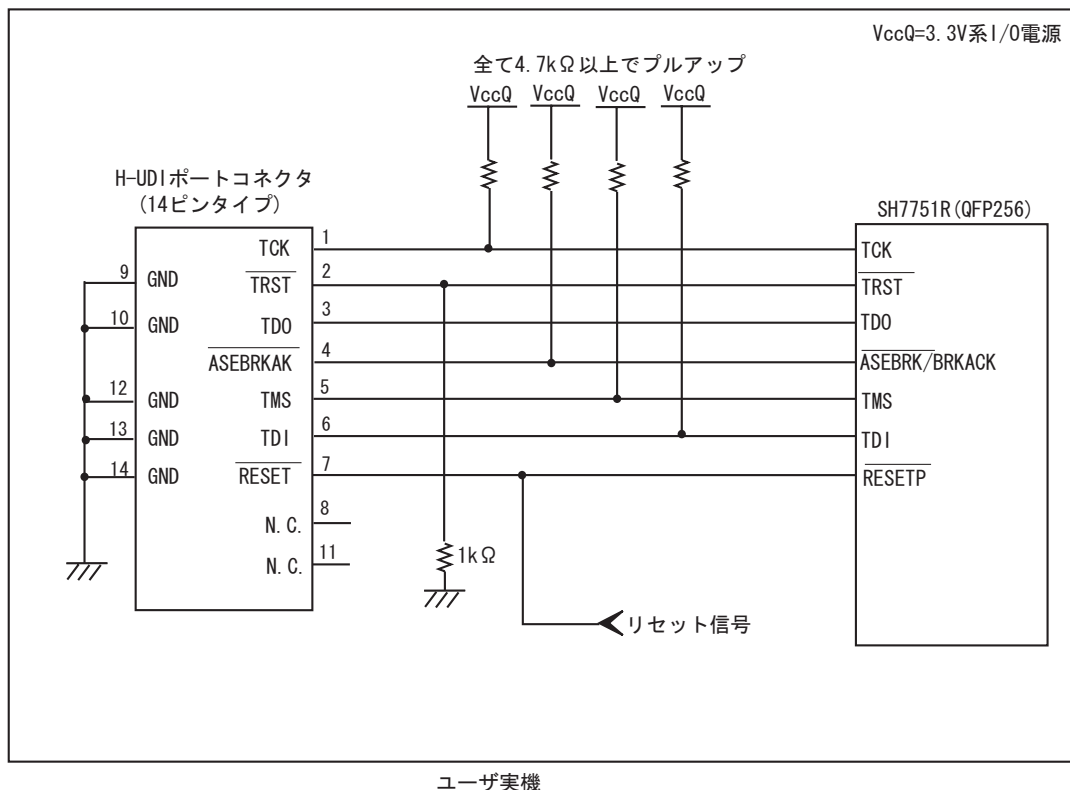 VccQ=3.3V系I/O電源
全て4.7kΩ以上でプルアップ
VccQ VccQ VccQ VccQ
H-UDIポートコネクタ
(14ピンタイプ)
SH7751R(QFP256)
TCK 1 TCK
9 GND TRST 2 TRST
10 GND TDO 3 TDO
ASEBRKAK 4 ASEBRK/BRKACK
12 GND TMS 5 TMS
13 GND TDI 6 TDI
14 GND RESET 7 RESETP
N.C. 8
N.C. 11
1kΩ
リセット信号
ユーザ実機